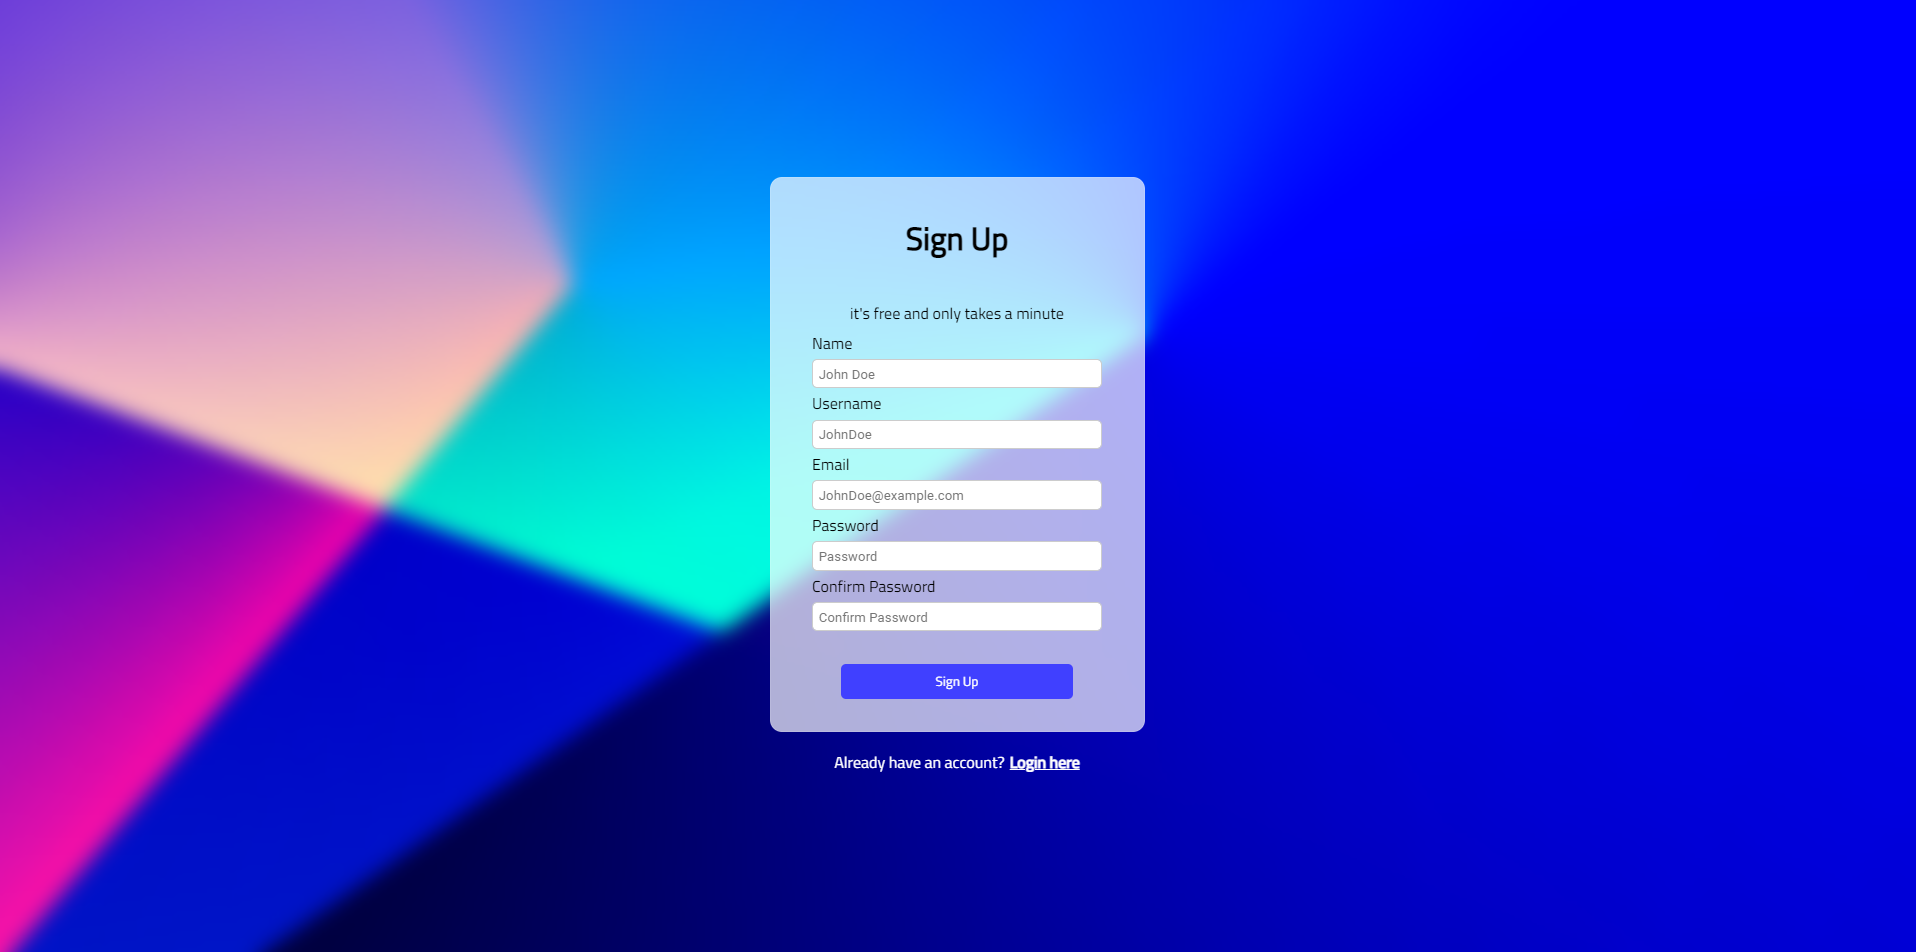 Sign Up
it's free and only takes a minute
Name
John Doe
Username
JohnDoe
Email
JohnDoe@example.com
Password
Password
Confirm Password
Confirm Password
Sign Up
Already have an account? Login here